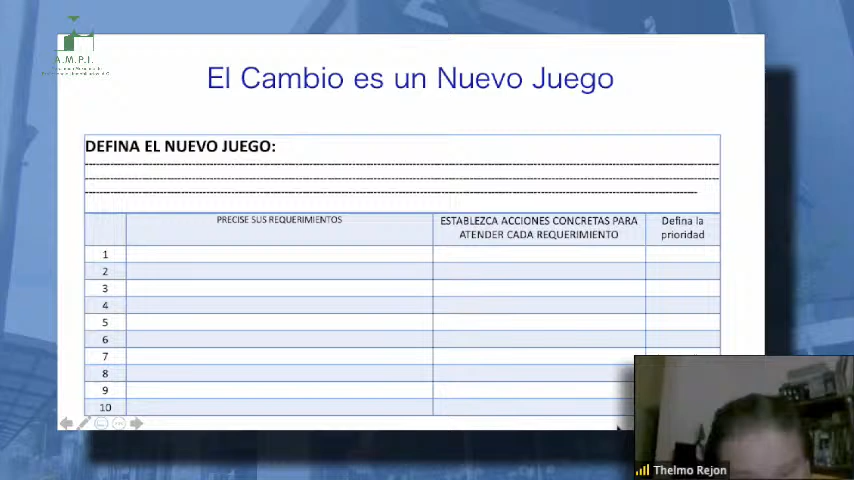 A.M.P.I.
El Cambio es un Nuevo Juego
DEFINA EL NUEVO JUEGO:
PRECISE SUS REQUERIMIENTOS
ESTABLEZCA ACCIONES CONCRETAS PARA
ATENDER CADA REQUERIMIENTO
Defina la
prioridad
1
2
3
4
5
6
7
8
9
10
Thelmo Rejon